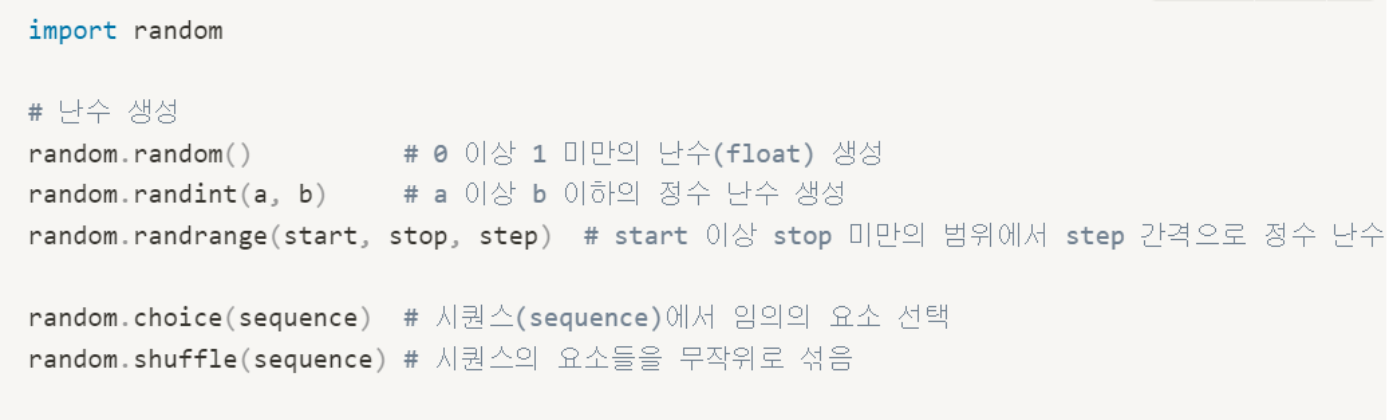 import random
# 난수 생성
random.random() # 0 이상 1 미만의 난수(float) 생성
random.randint(a, b) # a 이상 b 이하의 정수 난수 생성
random.randrange(start, stop, step) # start 이상 stop 미만의 범위에서 step 간격으로 정수 난수
random.choice(sequence) # 시퀀스(sequence)에서 임의의 요소 선택
random.shuffle(sequence) # 시퀀스의 요소들을 무작위로 섞음